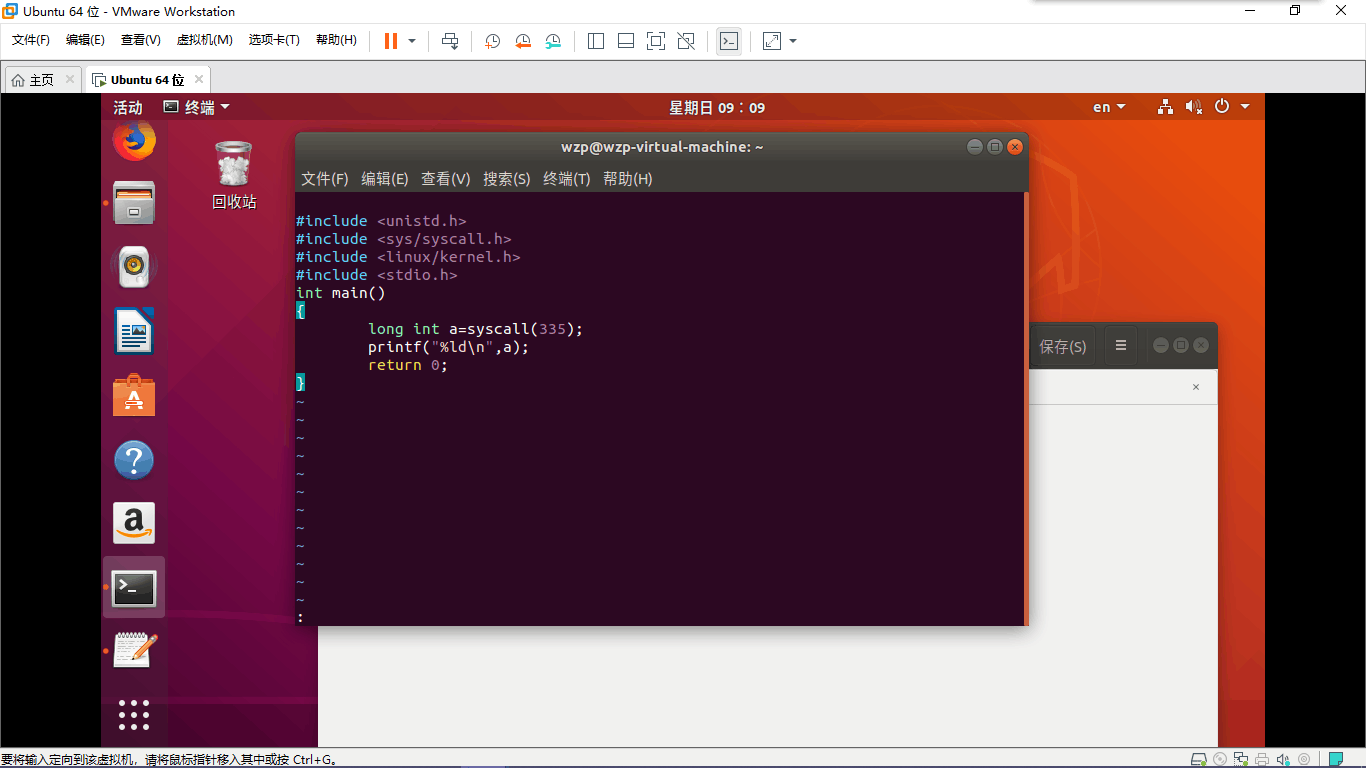 Ubuntu 64 位 - VMware Workstation
文件(F) 编辑(E) 查看(V) 虚拟机(M) 选项卡(T) 帮助(H)
主页 Ubuntu 64 位
活动 终端 星期日 09：09 en
回收站
wzp@wzp-virtual-machine: ~
文件(F) 编辑(E) 查看(V) 搜索(S) 终端(T) 帮助(H)
#include <unistd.h>
#include <sys/syscall.h>
#include <linux/kernel.h>
#include <stdio.h>
int main()
{
        long int a=syscall(335);
        printf("%ld\n",a);
        return 0;
}
~
~
~
~
~
~
~
~
~
~
~
~
:
保存(S)
要将输入定向到该虚拟机，请将鼠标指针移入其中或按 Ctrl+G。